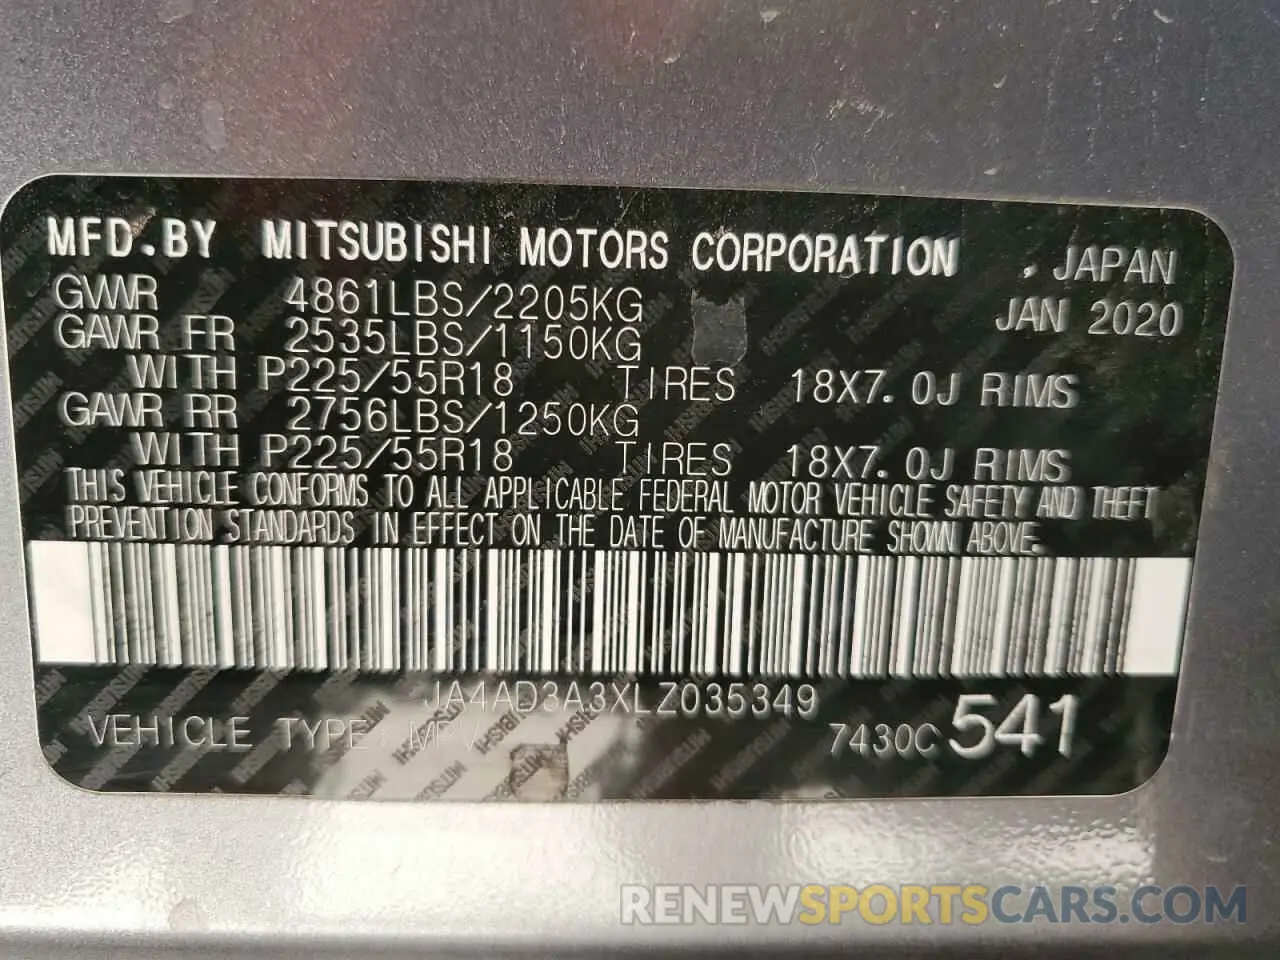 MFD.BY MITSUBISHI MOTORS CORPORATION . JAPAN
GVWR 4861LBS/2205KG JAN 2020
GAWR FR 2535LBS/1150KG
WITH P225/55R18 TIRES 18X7.0J RIMS
GAWR RR 2756LBS/1250KG
WITH P225/55R18 TIRES 18X7.0J RIMS
THIS VEHICLE CONFORMS TO ALL APPLICABLE FEDERAL MOTOR VEHICLE SAFETY AND THEFT
PREVENTION STANDARDS IN EFFECT ON THE DATE OF MANUFACTURE SHOWN ABOVE.
JA4AD3A3XLZ035349
VEHICLE TYPE: MPV 7430C 541
RENEWSPORTSCARS.COM